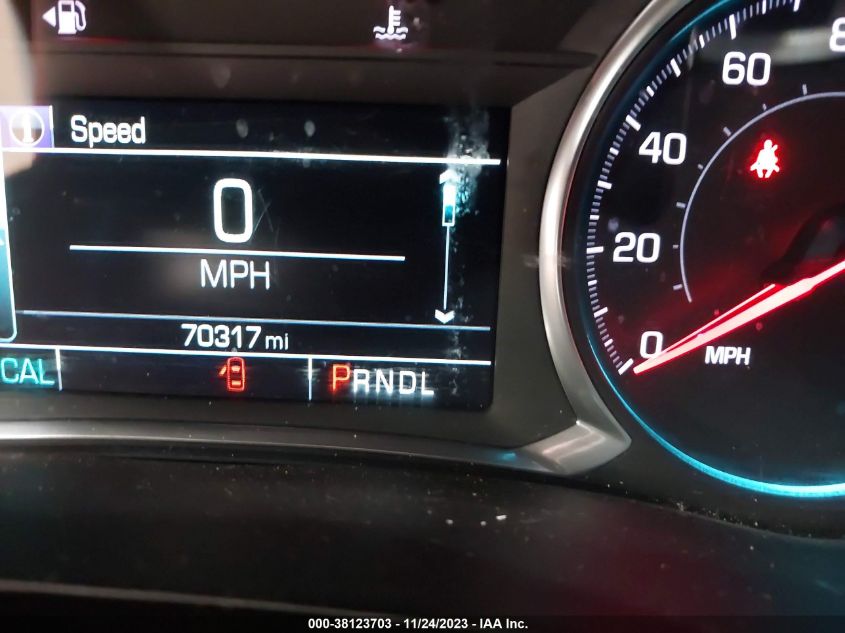 Speed
0
MPH
70317 mi
CAL
PRNDL
60
40
20
0
MPH
000-38123703 - 11/24/2023 - IAA Inc.